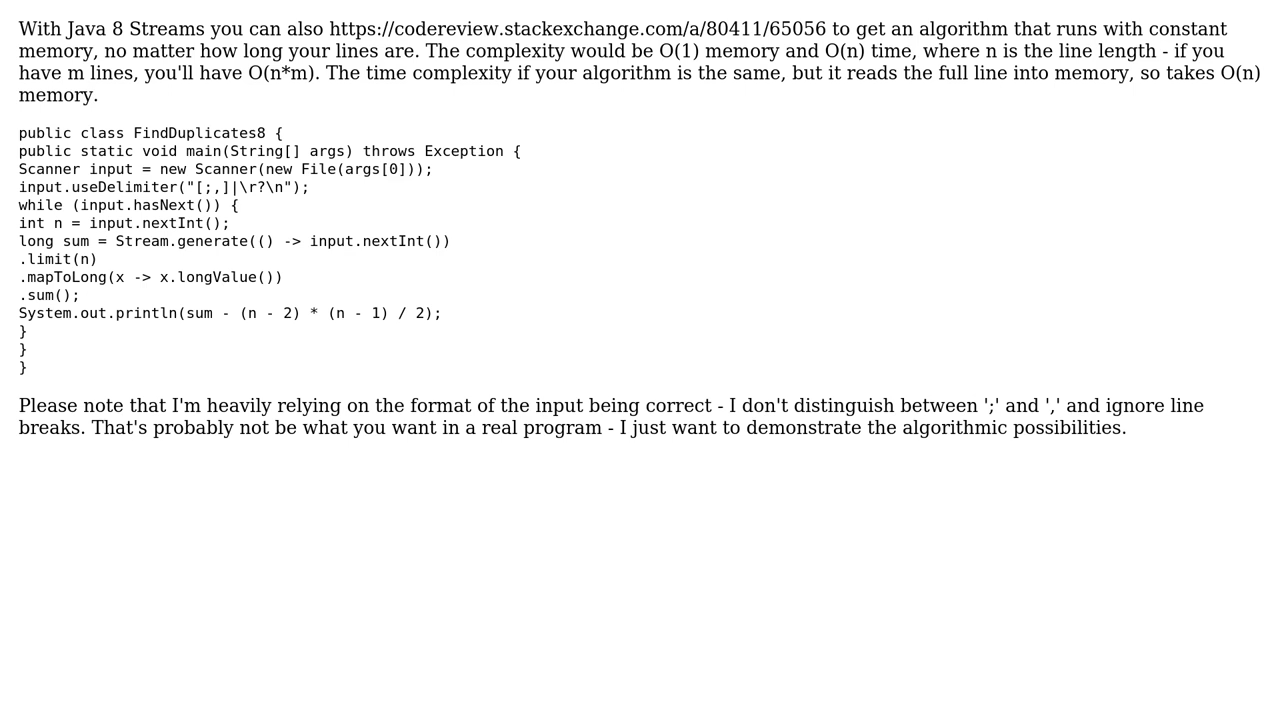 With Java 8 Streams you can also https://codereview.stackexchange.com/a/80411/65056 to get an algorithm that runs with constant
memory, no matter how long your lines are. The complexity would be O(1) memory and O(n) time, where n is the line length - if you
have m lines, you'll have O(n*m). The time complexity if your algorithm is the same, but it reads the full line into memory, so takes O(n)
memory.
public class FindDuplicates8 {
public static void main(String[] args) throws Exception {
Scanner input = new Scanner(new File(args[0]));
input.useDelimiter("[;,]|\r?\n");
while (input.hasNext()) {
int n = input.nextInt();
long sum = Stream.generate(() -> input.nextInt())
.limit(n)
.mapToLong(x -> x.longValue())
.sum();
System.out.println(sum - (n - 2) * (n - 1) / 2);
}
}
}
Please note that I'm heavily relying on the format of the input being correct - I don't distinguish between ';' and ',' and ignore line
breaks. That's probably not be what you want in a real program - I just want to demonstrate the algorithmic possibilities.